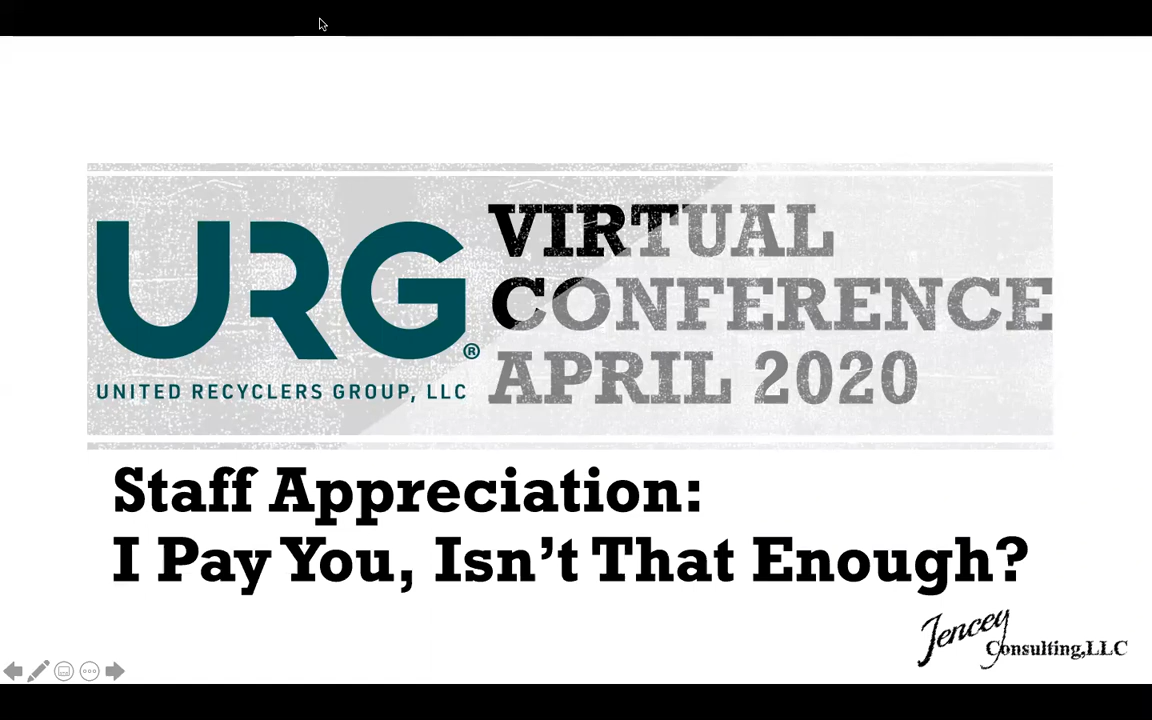 URG®
UNITED RECYCLERS GROUP, LLC
VIRTUAL
CONFERENCE
APRIL 2020
Staff Appreciation:
I Pay You, Isn’t That Enough?
Jencey
Consulting,LLC